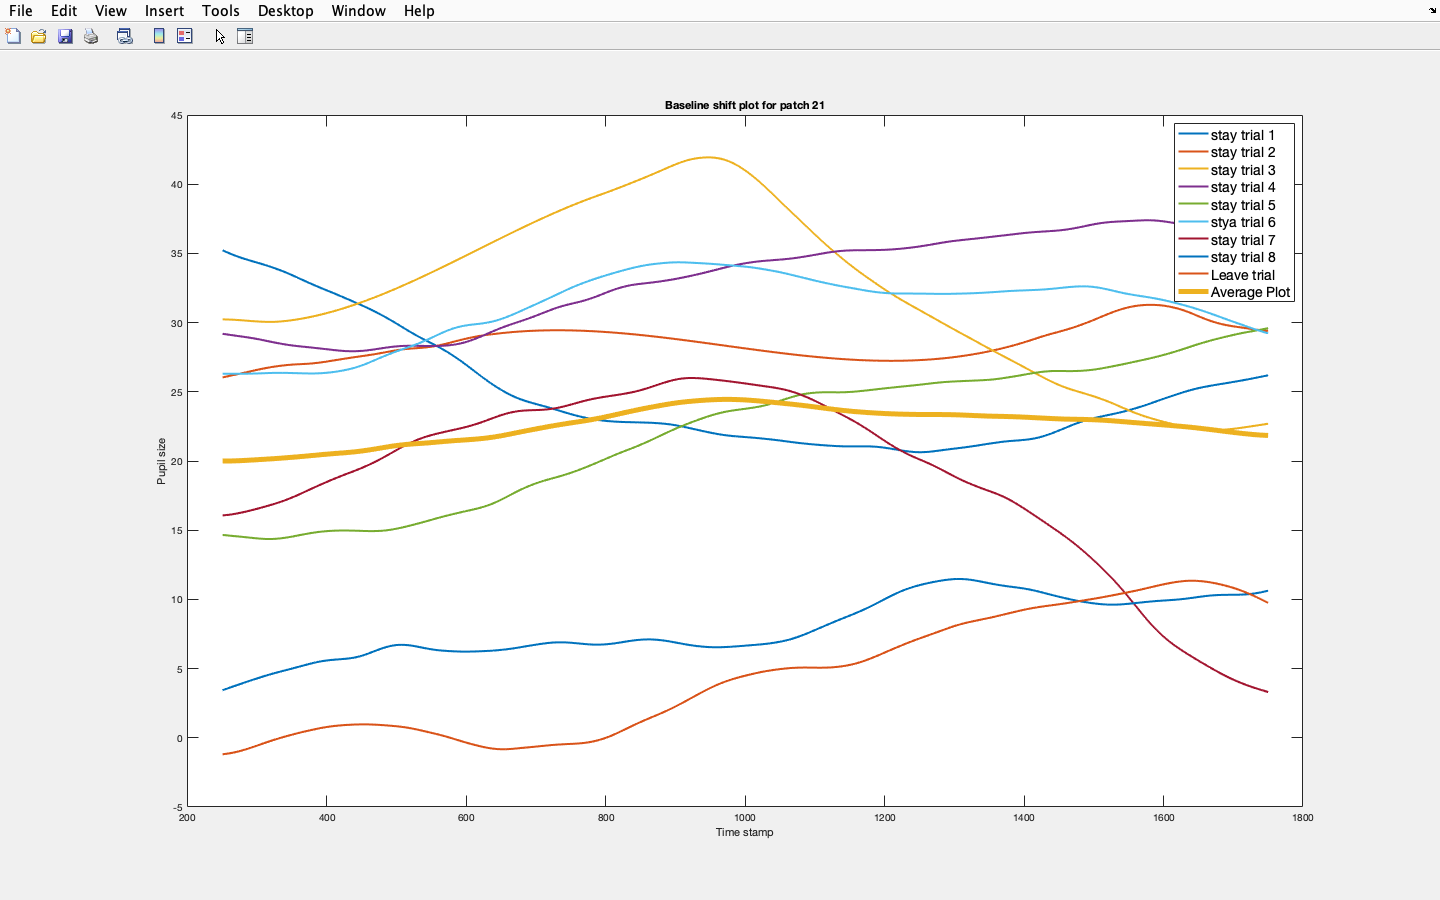 File Edit View Insert Tools Desktop Window Help
Baseline shift plot for patch 21
45
40
35
30
25
20
15
10
5
0
-5
Pupil size
200 400 600 800 1000 1200 1400 1600 1800
Time stamp
stay trial 1
stay trial 2
stay trial 3
stay trial 4
stay trial 5
stya trial 6
stay trial 7
stay trial 8
Leave trial
Average Plot